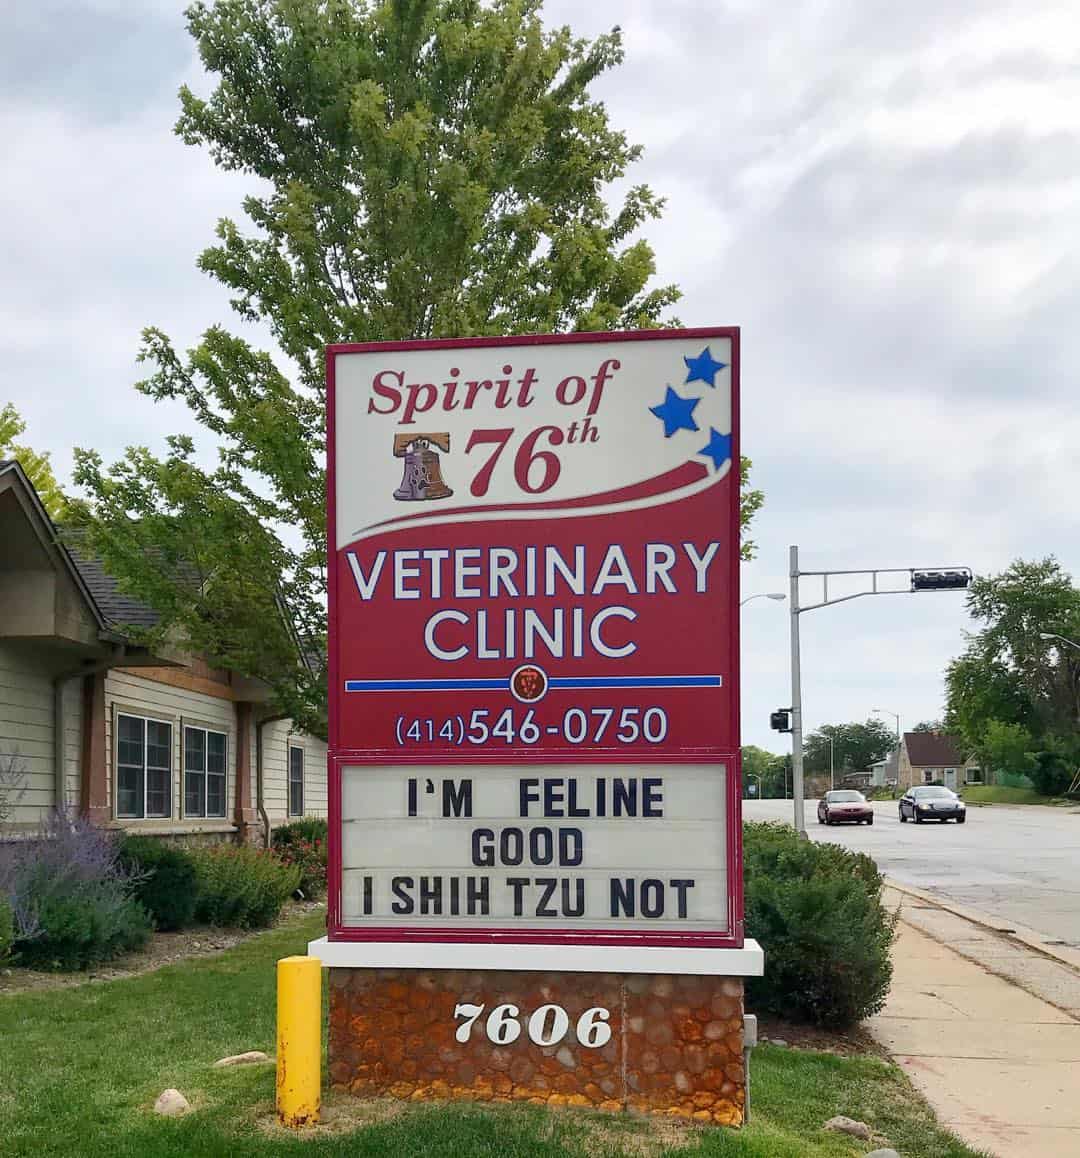 Spirit of
76th
VETERINARY
CLINIC
(414)546-0750
I'M FELINE
GOOD
I SHIH TZU NOT
7606